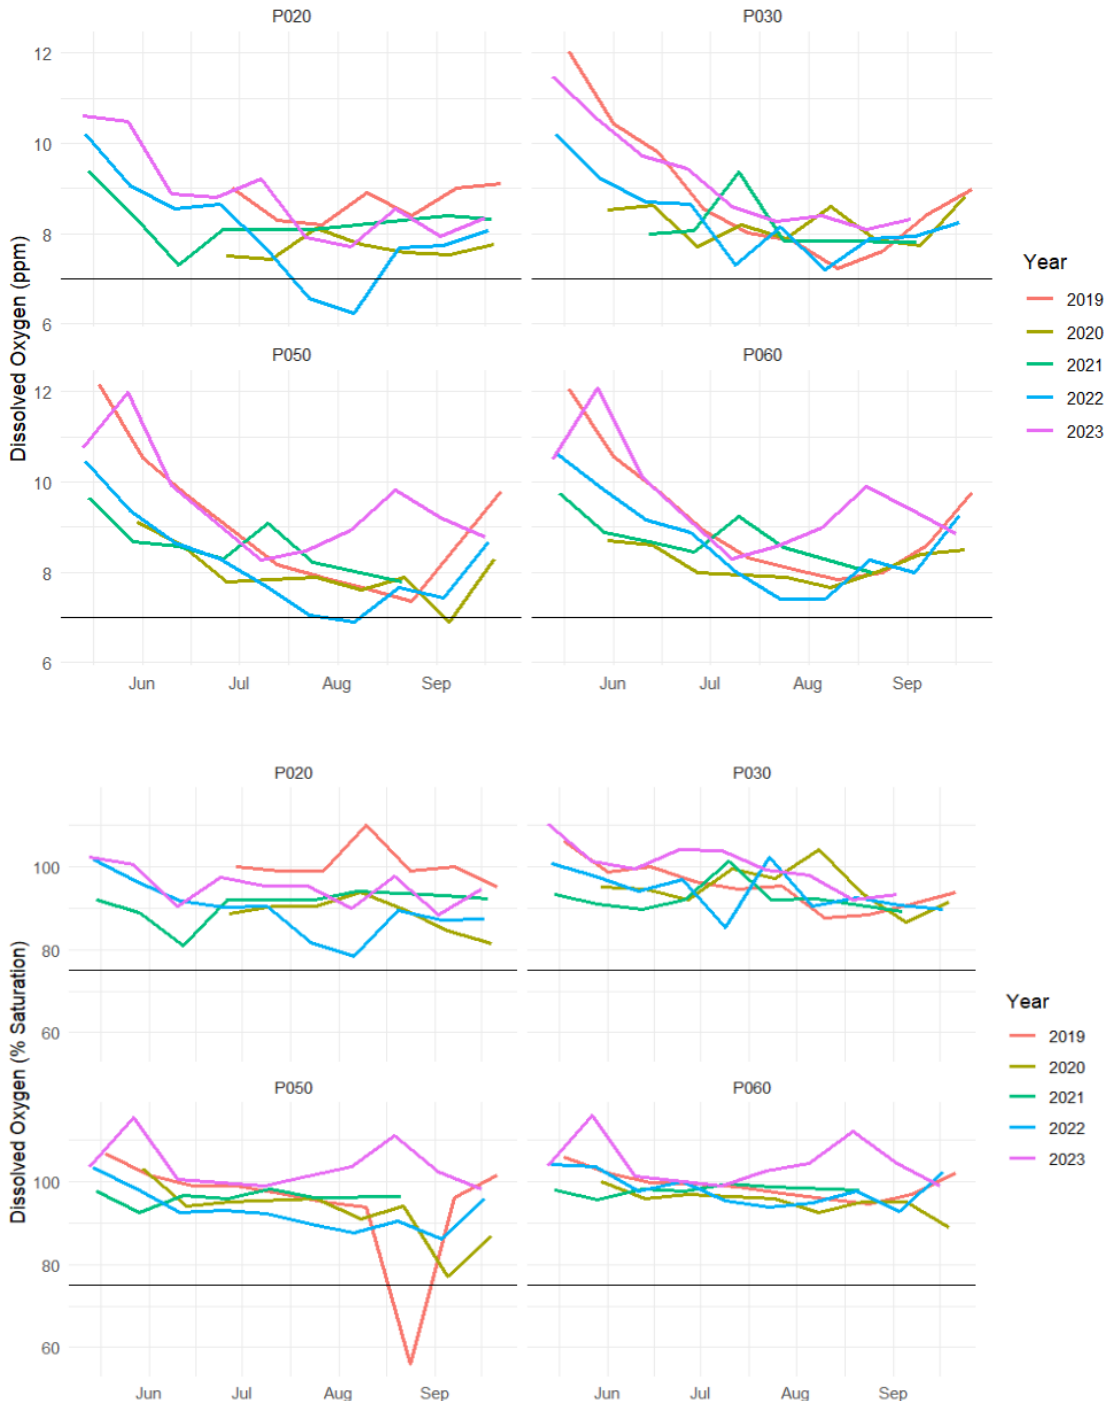 P020 P030
12
10
8
6
Dissolved Oxygen (ppm)
P050 P060
12
10
8
6
Jun Jul Aug Sep Jun Jul Aug Sep
Year
2019
2020
2021
2022
2023
P020 P030
100
80
60
Dissolved Oxygen (% Saturation)
P050 P060
100
80
60
Jun Jul Aug Sep Jun Jul Aug Sep
Year
2019
2020
2021
2022
2023